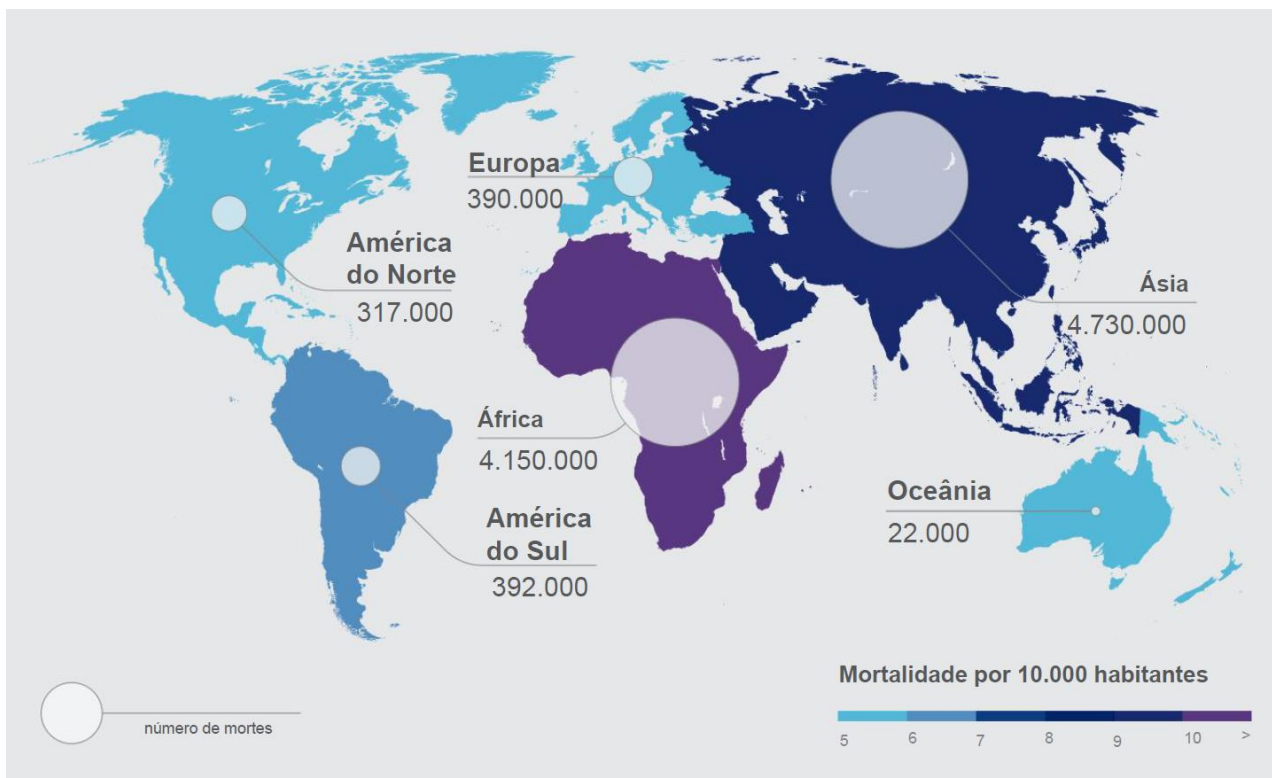 Europa
390.000
América
do Norte
317.000
Ásia
4.730.000
África
4.150.000
América
do Sul
392.000
Oceânia
22.000
Mortalidade por 10.000 habitantes
5 6 7 8 9 10 >
número de mortes